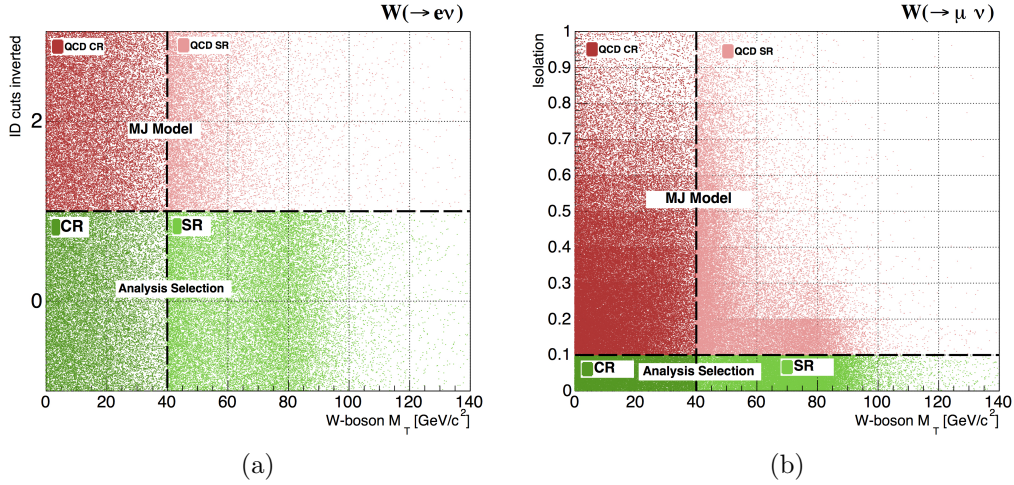 W(→ eν)
ID cuts inverted
QCD CR
QCD SR
2
MJ Model
CR
SR
Analysis Selection
0
0 20 40 60 80 100 120 140
W-boson M_T [GeV/c²]
(a)
W(→ μ ν)
Isolation
1
QCD CR
QCD SR
0.9
0.8
0.7
0.6
MJ Model
0.5
0.4
0.3
0.2
0.1
CR
Analysis Selection
SR
0
0 20 40 60 80 100 120 140
W-boson M_T [GeV/c²]
(b)